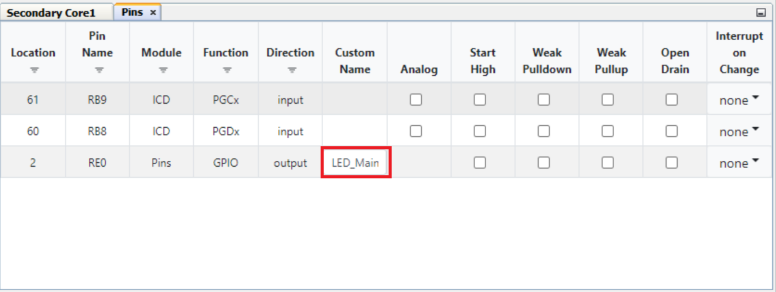 Secondary Core1 Pins ×
Location Pin Name Module Function Direction Custom Name Analog Start High Weak Pulldown Weak Pullup Open Drain Interrupt on Change
61 RB9 ICD PGCx input none
60 RB8 ICD PGDx input none
2 RE0 Pins GPIO output LED_Main none